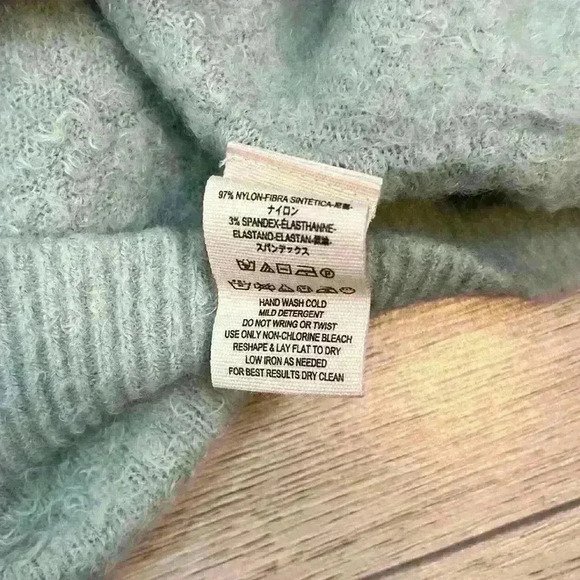 97% NYLON-FIBRA SINTETICA-尼龍-
ナイロン
3% SPANDEX-ÉLASTHANNE-
ELASTAND-ELASTAN-
スパンデックス
HAND WASH COLD
MILD DETERGENT
DO NOT WRING OR TWIST
USE ONLY NON-CHLORINE BLEACH
RESHAPE & LAY FLAT TO DRY
LOW IRON AS NEEDED
FOR BEST RESULTS DRY CLEAN